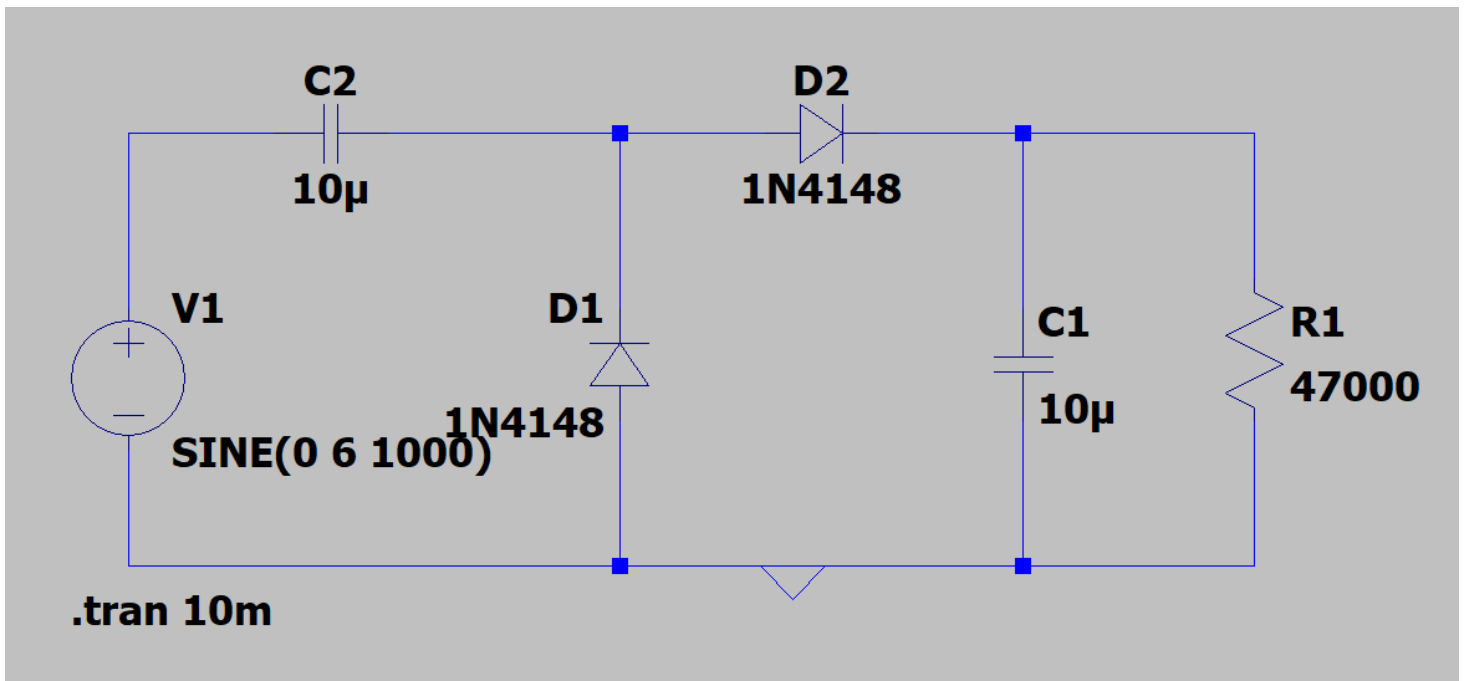 C2
10µ
D2
1N4148
V1
SINE(0 6 1000)
D1
1N4148
C1
10µ
R1
47000
.tran 10m